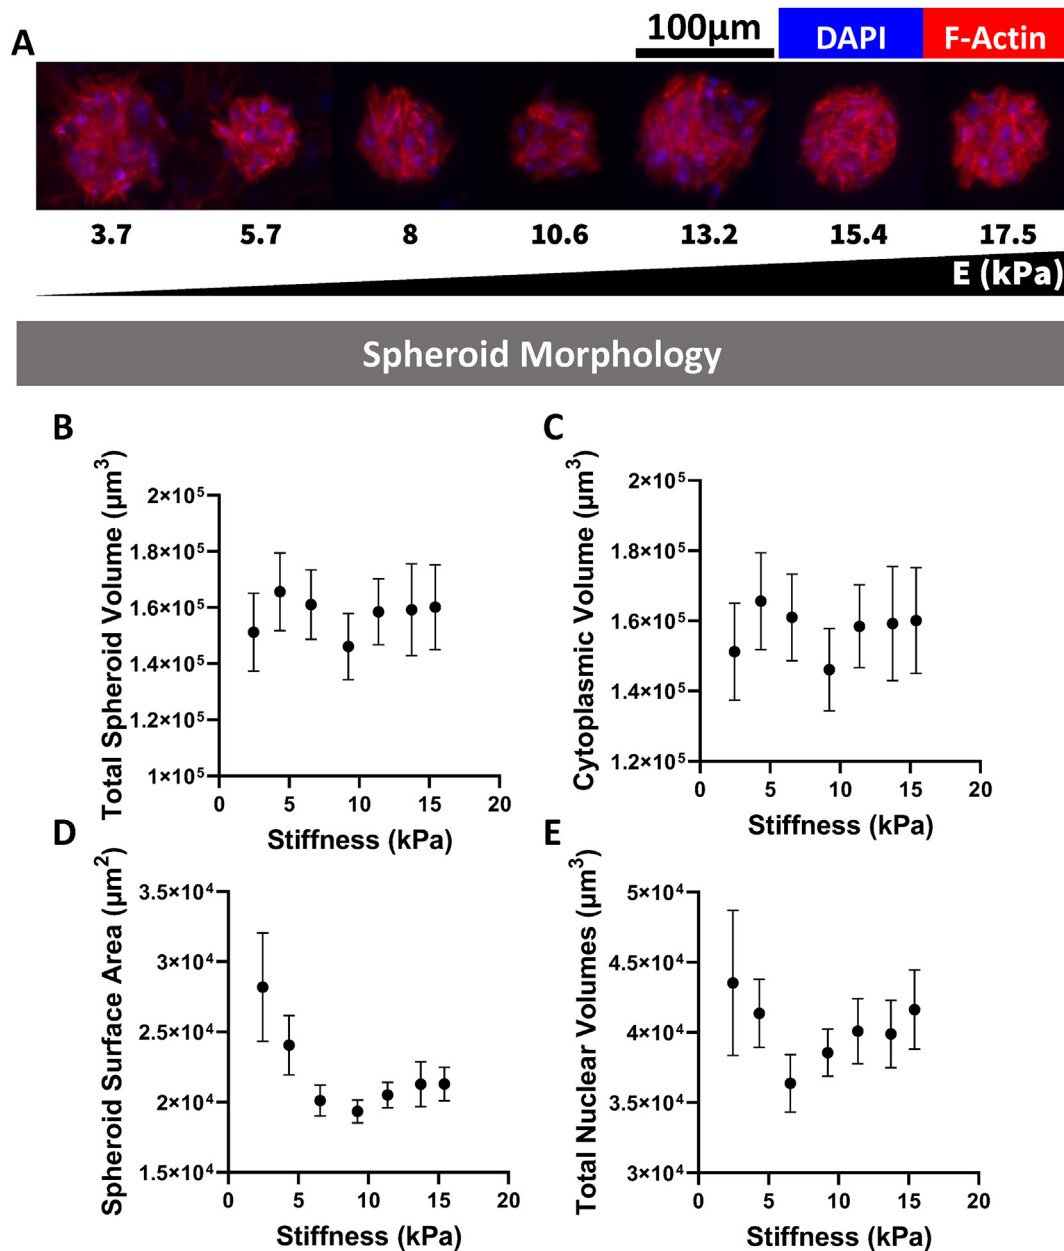 A
100μm
DAPI
F-Actin
3.7 5.7 8 10.6 13.2 15.4 17.5
E (kPa)
Spheroid Morphology
B
Total Spheroid Volume (μm³)
2×10⁵
1.8×10⁵
1.6×10⁵
1.4×10⁵
1.2×10⁵
1×10⁵
0 5 10 15 20
Stiffness (kPa)
C
Cytoplasmic Volume (μm³)
2×10⁵
1.8×10⁵
1.6×10⁵
1.4×10⁵
1.2×10⁵
0 5 10 15 20
Stiffness (kPa)
D
Spheroid Surface Area (μm²)
3.5×10⁴
3×10⁴
2.5×10⁴
2×10⁴
1.5×10⁴
0 5 10 15 20
Stiffness (kPa)
E
Total Nuclear Volumes (μm³)
5×10⁴
4.5×10⁴
4×10⁴
3.5×10⁴
3×10⁴
0 5 10 15 20
Stiffness (kPa)